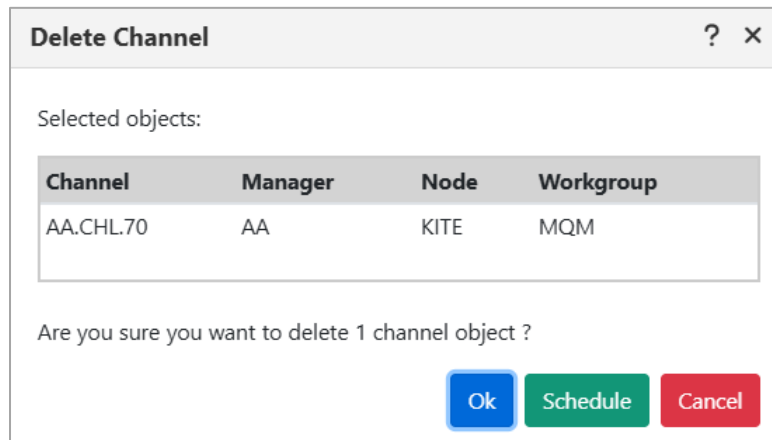 Delete Channel ? ×
Selected objects:
Channel Manager Node Workgroup
AA.CHL.70 AA KITE MQM
Are you sure you want to delete 1 channel object ?
Ok Schedule Cancel